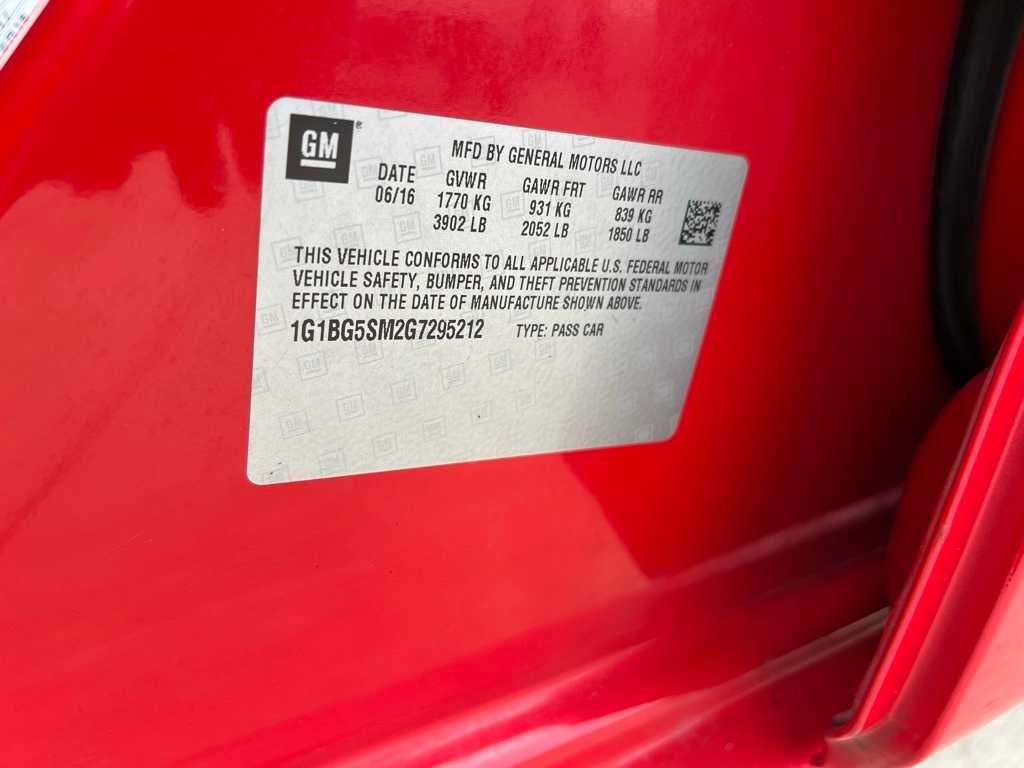 GM
MFD BY GENERAL MOTORS LLC
DATE GVWR GAWR FRT GAWR RR
06/16 1770 KG 931 KG 839 KG
3902 LB 2052 LB 1850 LB
THIS VEHICLE CONFORMS TO ALL APPLICABLE U.S. FEDERAL MOTOR
VEHICLE SAFETY, BUMPER, AND THEFT PREVENTION STANDARDS IN
EFFECT ON THE DATE OF MANUFACTURE SHOWN ABOVE.
1G1BG5SM2G7295212 TYPE: PASS CAR